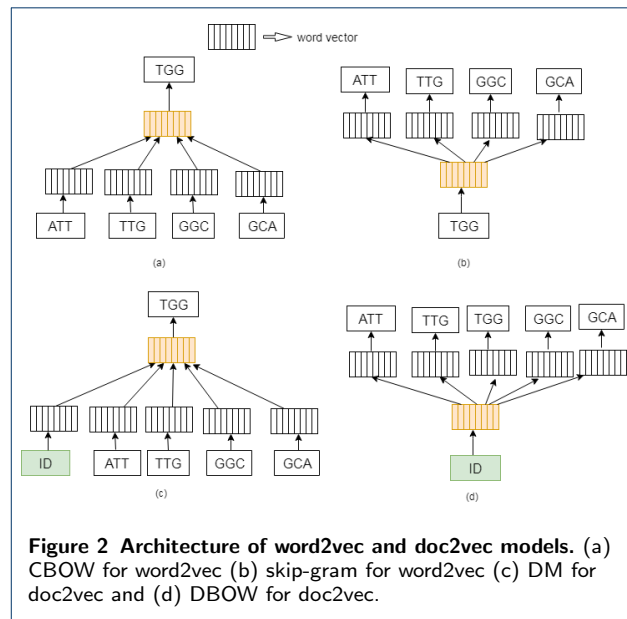 word vector
TGG
ATT TTG GGC GCA
(a)
ATT TTG GGC GCA
TGG
(b)
TGG
ID ATT TTG GGC GCA
(c)
ATT TTG TGG GGC GCA
ID
(d)
Figure 2 Architecture of word2vec and doc2vec models. (a)
CBOW for word2vec (b) skip-gram for word2vec (c) DM for
doc2vec and (d) DBOW for doc2vec.